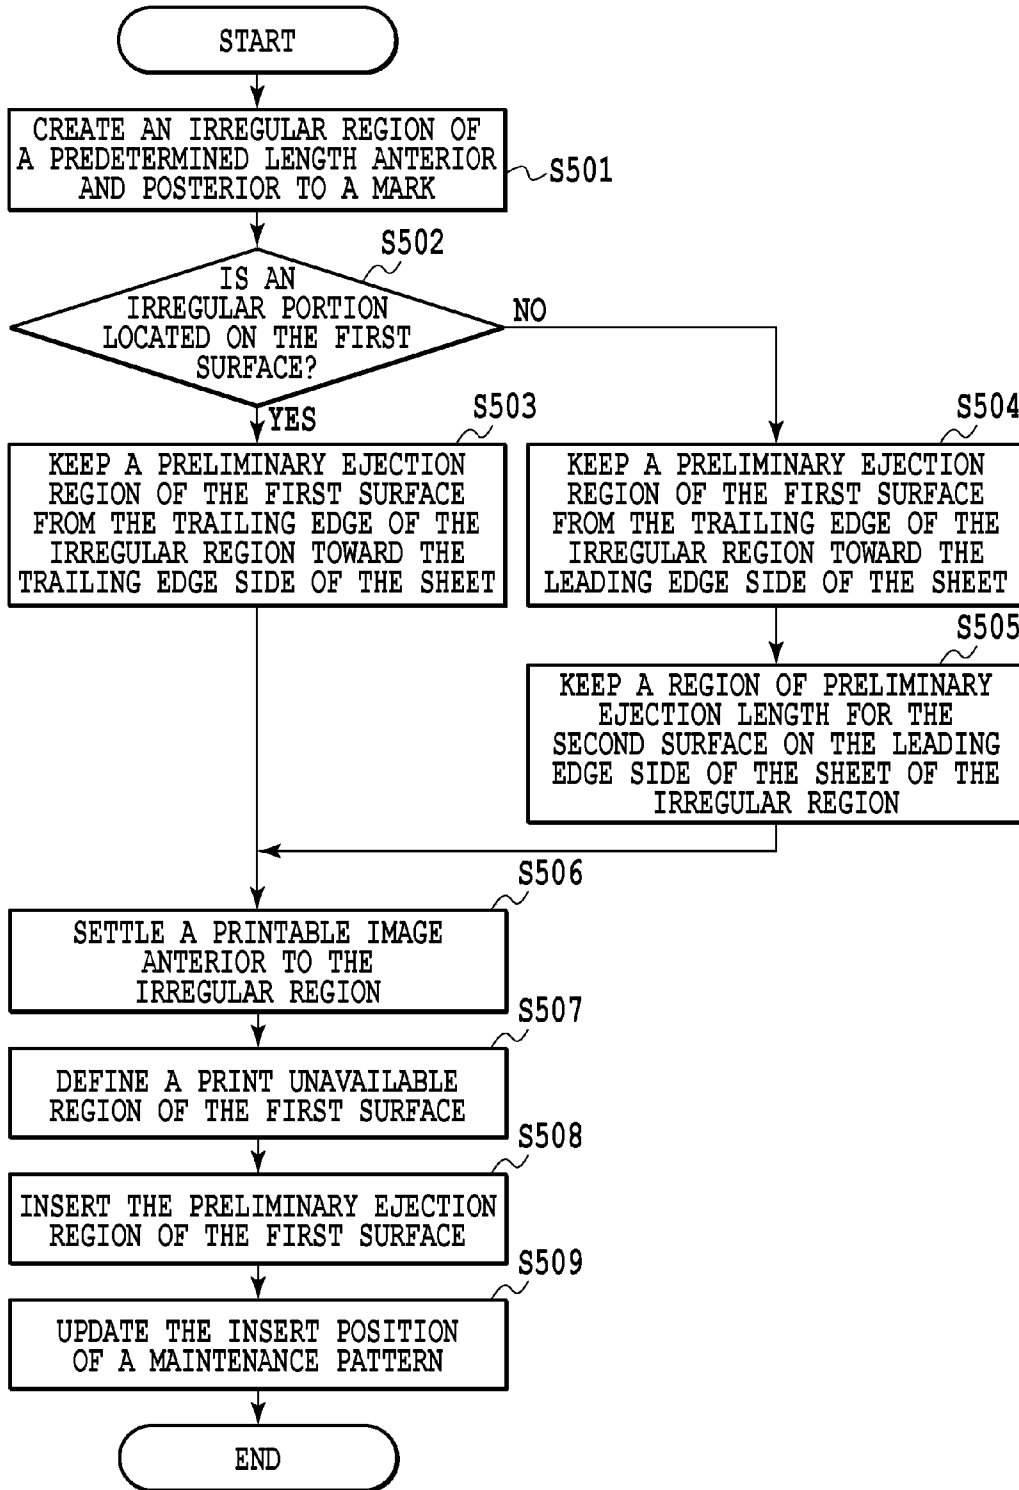 START
CREATE AN IRREGULAR REGION OF
A PREDETERMINED LENGTH ANTERIOR
AND POSTERIOR TO A MARK
S501
S502
IS AN
IRREGULAR PORTION
LOCATED ON THE FIRST
SURFACE?
NO
YES
S503
KEEP A PRELIMINARY EJECTION
REGION OF THE FIRST SURFACE
FROM THE TRAILING EDGE OF THE
IRREGULAR REGION TOWARD THE
TRAILING EDGE SIDE OF THE SHEET
S504
KEEP A PRELIMINARY EJECTION
REGION OF THE FIRST SURFACE
FROM THE TRAILING EDGE OF THE
IRREGULAR REGION TOWARD THE
LEADING EDGE SIDE OF THE SHEET
S505
KEEP A REGION OF PRELIMINARY
EJECTION LENGTH FOR THE
SECOND SURFACE ON THE LEADING
EDGE SIDE OF THE SHEET OF THE
IRREGULAR REGION
S506
SETTLE A PRINTABLE IMAGE
ANTERIOR TO THE
IRREGULAR REGION
S507
DEFINE A PRINT UNAVAILABLE
REGION OF THE FIRST SURFACE
S508
INSERT THE PRELIMINARY EJECTION
REGION OF THE FIRST SURFACE
S509
UPDATE THE INSERT POSITION
OF A MAINTENANCE PATTERN
END